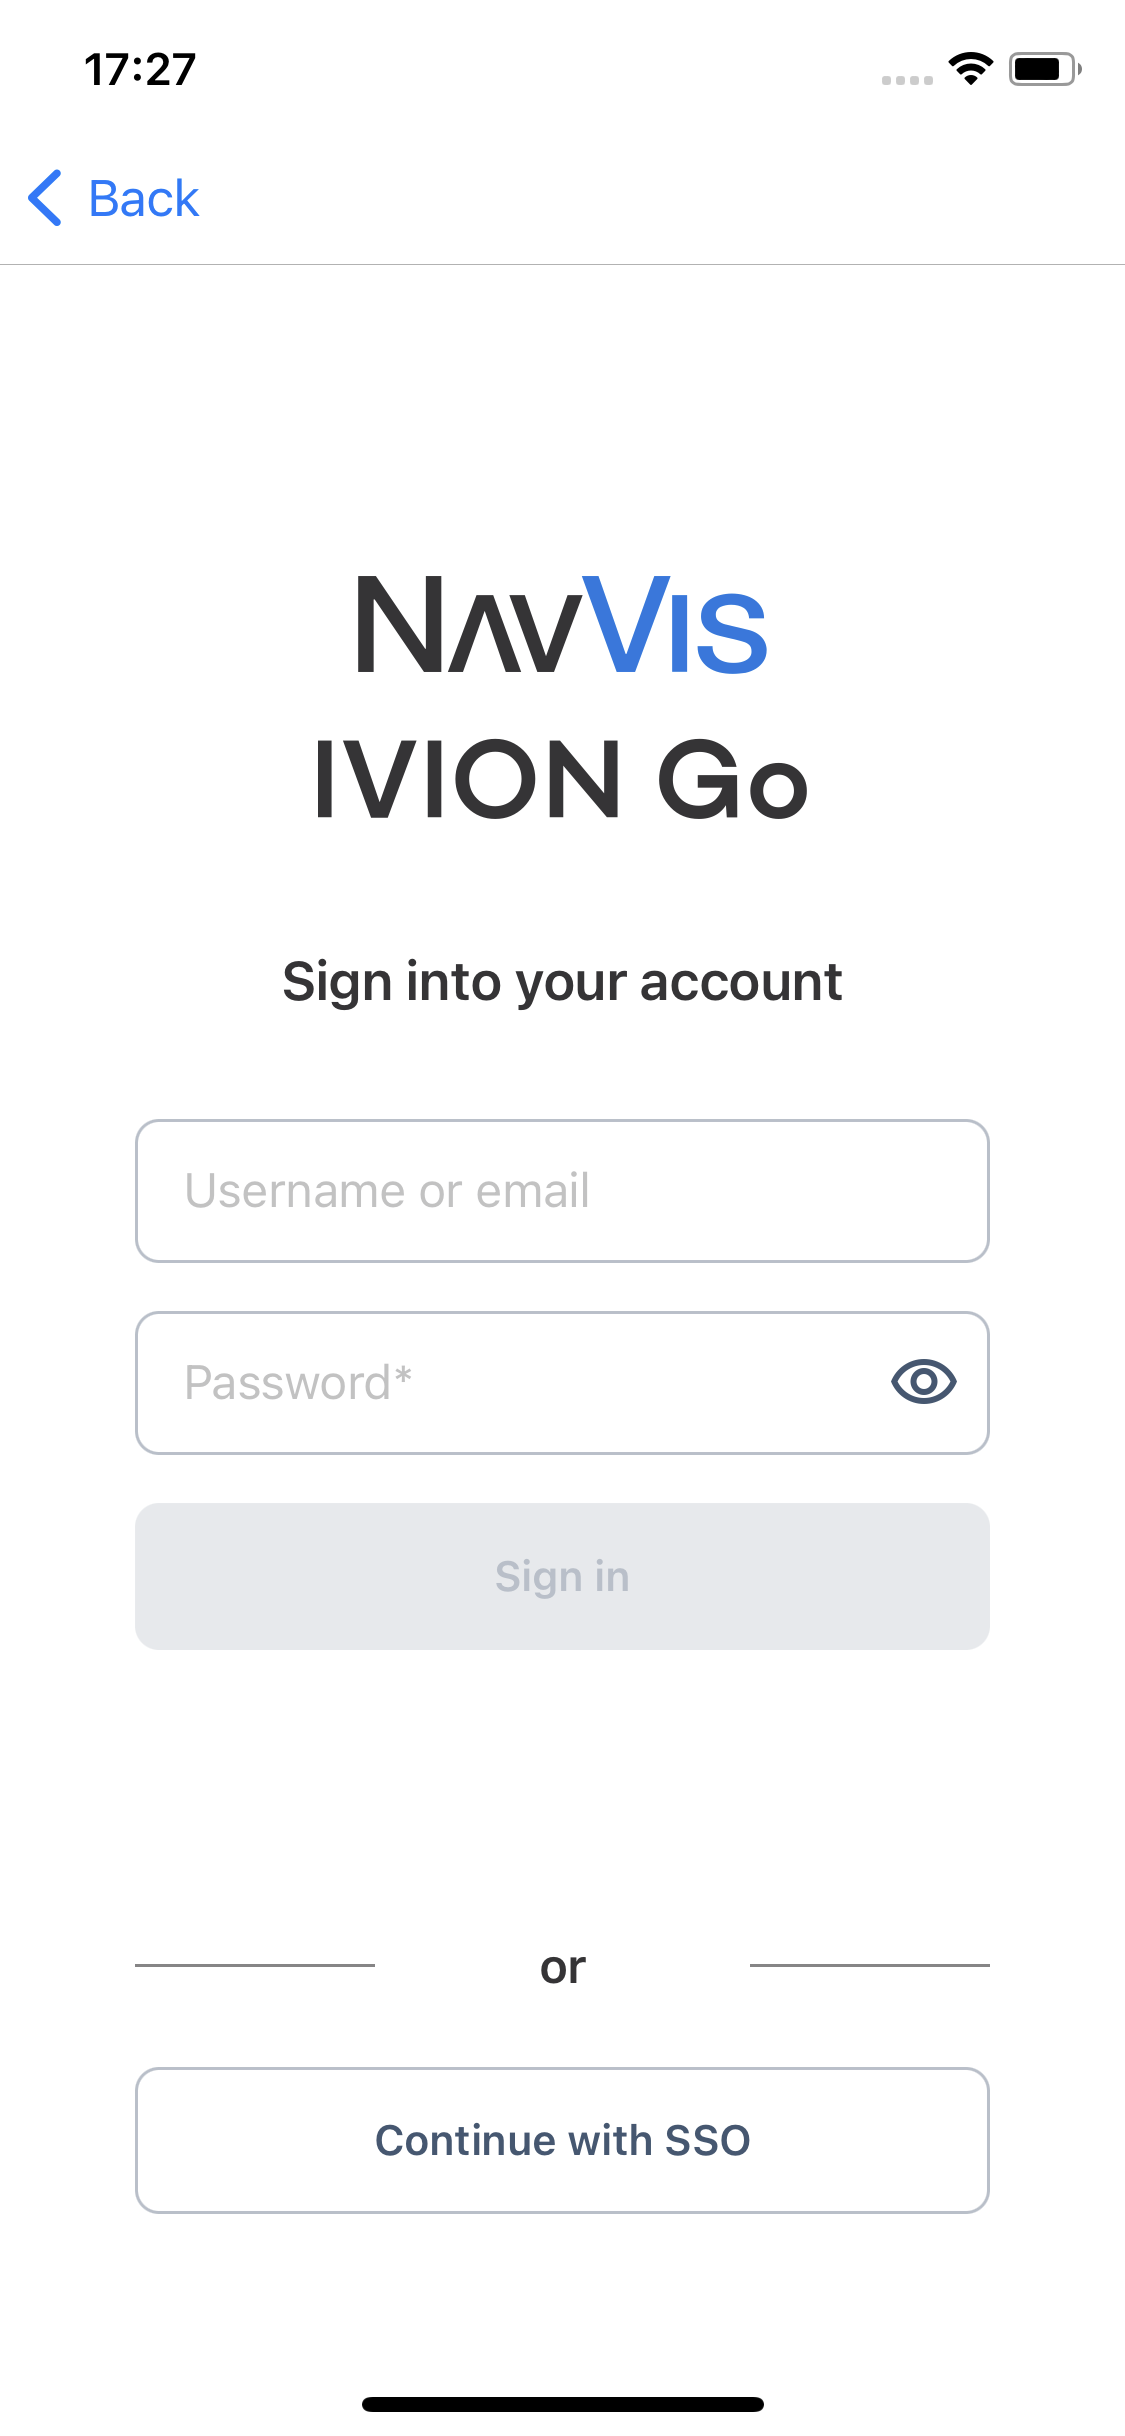 17:27
Back
NAVVIS
IVION Go
Sign into your account
Username or email
Password*
Sign in
or
Continue with SSO